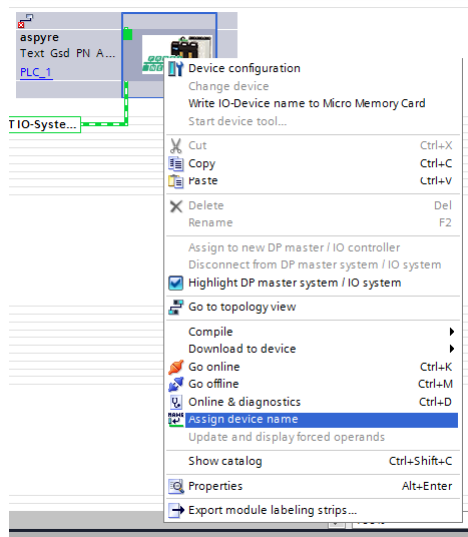 aspyre
Text Gsd PN A...
PLC_1
T IO-Syste...
Device configuration
Change device
Write IO-Device name to Micro Memory Card
Start device tool...
Cut Ctrl+X
Copy Ctrl+C
Paste Ctrl+V
Delete Del
Rename F2
Assign to new DP master / IO controller
Disconnect from DP master system / IO system
Highlight DP master system / IO system
Go to topology view
Compile
Download to device
Go online Ctrl+K
Go offline Ctrl+M
Online & diagnostics Ctrl+D
NAME Assign device name
Update and display forced operands
Show catalog Ctrl+Shift+C
Properties Alt+Enter
Export module labeling strips...